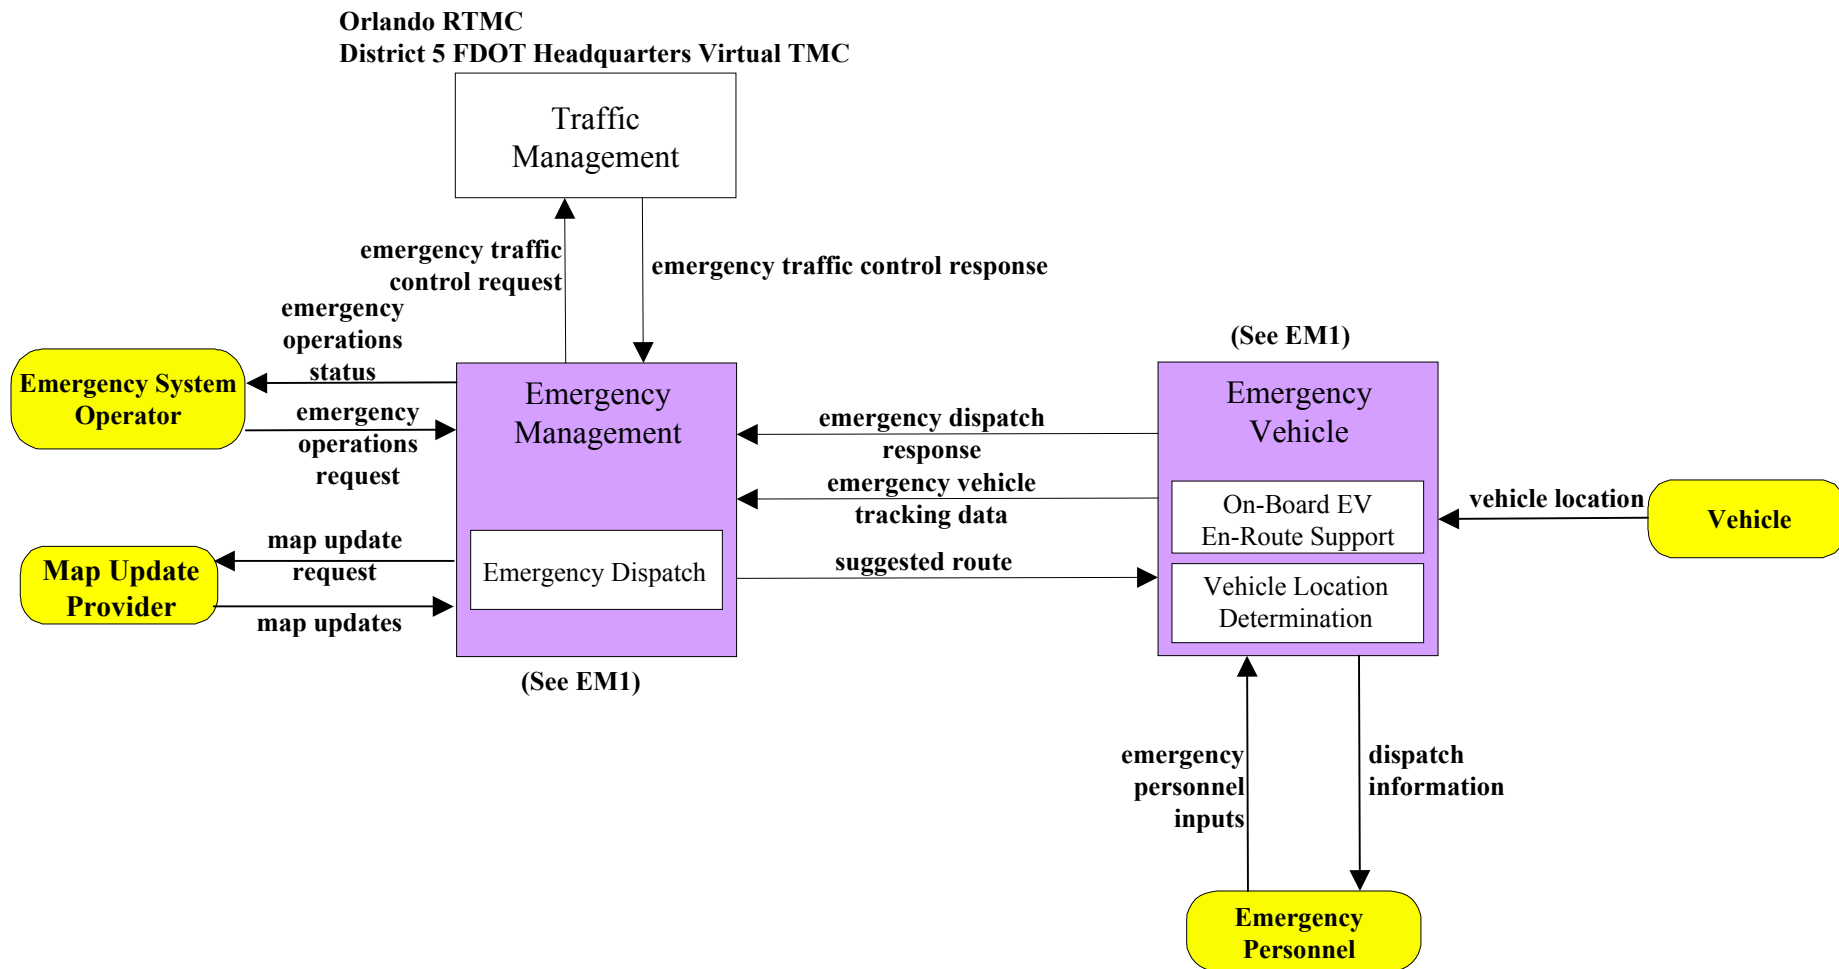 Orlando RTMC
District 5 FDOT Headquarters Virtual TMC
Traffic
Management
emergency traffic
control request
emergency traffic control response
emergency
operations
status
Emergency System
Operator
emergency
operations
request
Emergency
Management
map update
request
Map Update
Provider
map updates
Emergency Dispatch
(See EM1)
emergency dispatch
response
emergency vehicle
tracking data
suggested route
(See EM1)
Emergency
Vehicle
On-Board EV
En-Route Support
Vehicle Location
Determination
vehicle location
Vehicle
emergency
personnel
inputs
dispatch
information
Emergency
Personnel